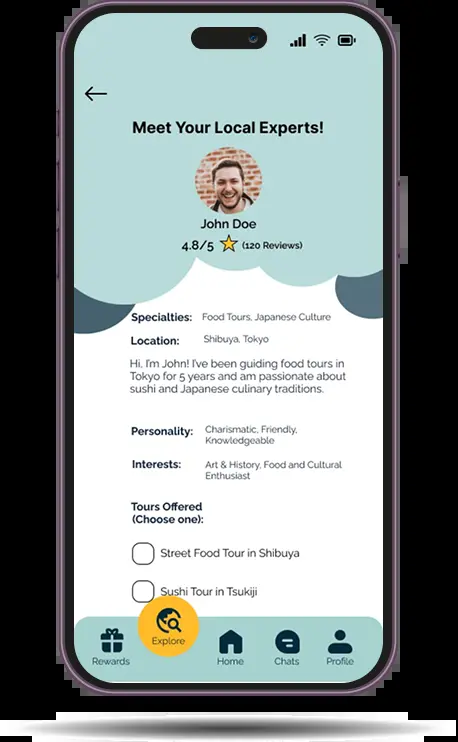 Meet Your Local Experts!
John Doe
4.8/5 (120 Reviews)
Specialties: Food Tours, Japanese Culture
Location: Shibuya, Tokyo
Hi, I'm John! I've been guiding food tours in
Tokyo for 5 years and am passionate about
sushi and Japanese culinary traditions.
Personality: Charismatic, Friendly,
Knowledgeable
Interests: Art & History, Food and Cultural
Enthusiast
Tours Offered
(Choose one):
Street Food Tour in Shibuya
Sushi Tour in Tsukiji
Rewards
Explore
Home
Chats
Profile